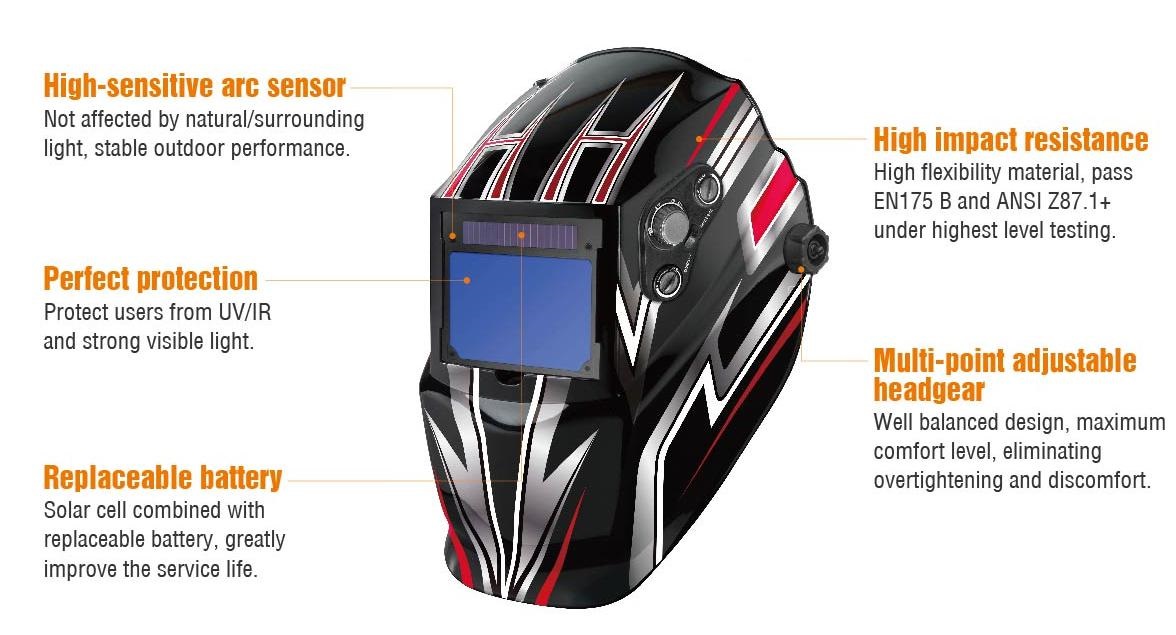 High-sensitive arc sensor
Not affected by natural/surrounding
light, stable outdoor performance.
Perfect protection
Protect users from UV/IR
and strong visible light.
Replaceable battery
Solar cell combined with
replaceable battery, greatly
improve the service life.
High impact resistance
High flexibility material, pass
EN175 B and ANSI Z87.1+
under highest level testing.
Multi-point adjustable
headgear
Well balanced design, maximum
comfort level, eliminating
overtightening and discomfort.